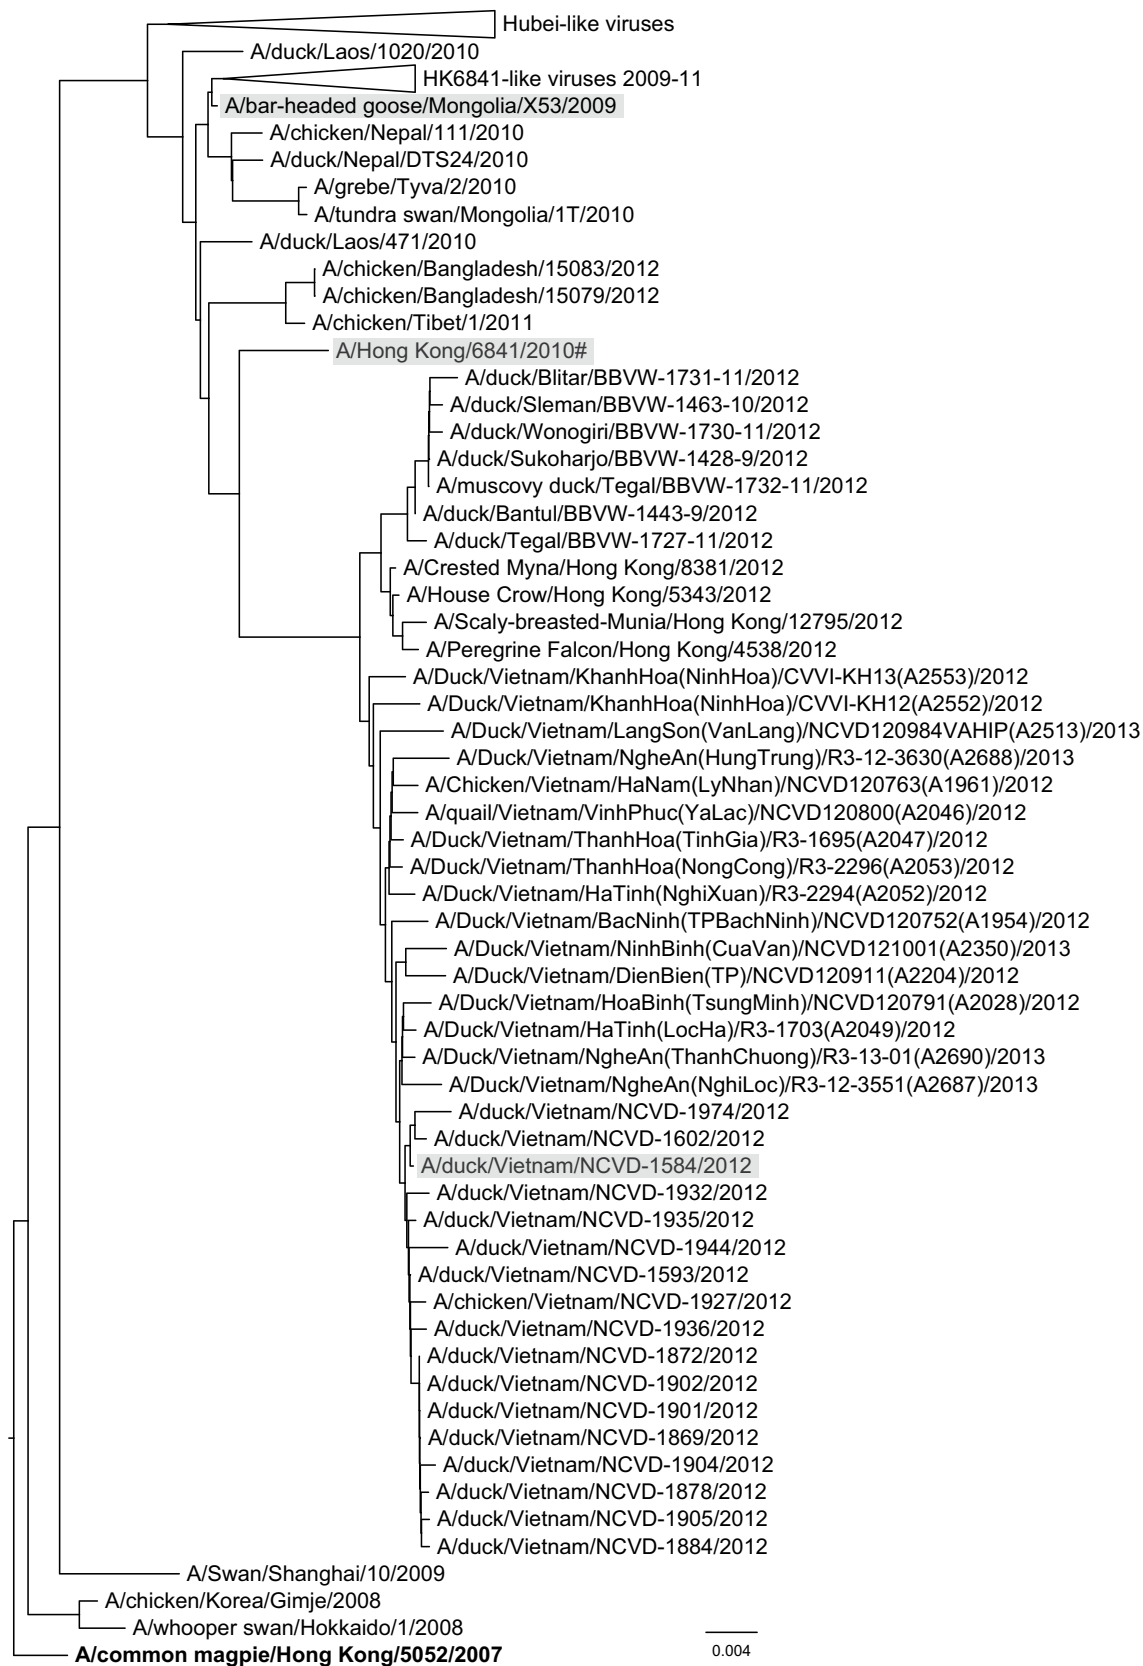 Hubei-like viruses
A/duck/Laos/1020/2010
HK6841-like viruses 2009-11
A/bar-headed goose/Mongolia/X53/2009
A/chicken/Nepal/111/2010
A/duck/Nepal/DTS24/2010
A/grebe/Tyva/2/2010
A/tundra swan/Mongolia/1T/2010
A/duck/Laos/471/2010
A/chicken/Bangladesh/15083/2012
A/chicken/Bangladesh/15079/2012
A/chicken/Tibet/1/2011
A/Hong Kong/6841/2010#
A/duck/Blitar/BBVW-1731-11/2012
A/duck/Sleman/BBVW-1463-10/2012
A/duck/Wonogiri/BBVW-1730-11/2012
A/duck/Sukoharjo/BBVW-1428-9/2012
A/muscovy duck/Tegal/BBVW-1732-11/2012
A/duck/Bantul/BBVW-1443-9/2012
A/duck/Tegal/BBVW-1727-11/2012
A/Crested Myna/Hong Kong/8381/2012
A/House Crow/Hong Kong/5343/2012
A/Scaly-breasted-Munia/Hong Kong/12795/2012
A/Peregrine Falcon/Hong Kong/4538/2012
A/Duck/Vietnam/KhanhHoa(NinhHoa)/CVVI-KH13(A2553)/2012
A/Duck/Vietnam/KhanhHoa(NinhHoa)/CVVI-KH12(A2552)/2012
A/Duck/Vietnam/LangSon(VanLang)/NCVD120984VAHIP(A2513)/2013
A/Duck/Vietnam/NgheAn(HungTrung)/R3-12-3630(A2688)/2013
A/Chicken/Vietnam/HaNam(LyNhan)/NCVD120763(A1961)/2012
A/quail/Vietnam/VinhPhuc(YaLac)/NCVD120800(A2046)/2012
A/Duck/Vietnam/ThanhHoa(TinhGia)/R3-1695(A2047)/2012
A/Duck/Vietnam/ThanhHoa(NongCong)/R3-2296(A2053)/2012
A/Duck/Vietnam/HaTinh(NghiXuan)/R3-2294(A2052)/2012
A/Duck/Vietnam/BacNinh(TPBachNinh)/NCVD120752(A1954)/2012
A/Duck/Vietnam/NinhBinh(CuaVan)/NCVD121001(A2350)/2013
A/Duck/Vietnam/DienBien(TP)/NCVD120911(A2204)/2012
A/Duck/Vietnam/HoaBinh(TsungMinh)/NCVD120791(A2028)/2012
A/Duck/Vietnam/HaTinh(LocHa)/R3-1703(A2049)/2012
A/Duck/Vietnam/NgheAn(ThanhChuong)/R3-13-01(A2690)/2013
A/Duck/Vietnam/NgheAn(NghiLoc)/R3-12-3551(A2687)/2013
A/duck/Vietnam/NCVD-1974/2012
A/duck/Vietnam/NCVD-1602/2012
A/duck/Vietnam/NCVD-1584/2012
A/duck/Vietnam/NCVD-1932/2012
A/duck/Vietnam/NCVD-1935/2012
A/duck/Vietnam/NCVD-1944/2012
A/duck/Vietnam/NCVD-1593/2012
A/chicken/Vietnam/NCVD-1927/2012
A/duck/Vietnam/NCVD-1936/2012
A/duck/Vietnam/NCVD-1872/2012
A/duck/Vietnam/NCVD-1902/2012
A/duck/Vietnam/NCVD-1901/2012
A/duck/Vietnam/NCVD-1869/2012
A/duck/Vietnam/NCVD-1904/2012
A/duck/Vietnam/NCVD-1878/2012
A/duck/Vietnam/NCVD-1905/2012
A/duck/Vietnam/NCVD-1884/2012
A/Swan/Shanghai/10/2009
A/chicken/Korea/Gimje/2008
A/whooper swan/Hokkaido/1/2008
A/common magpie/Hong Kong/5052/2007
0.004